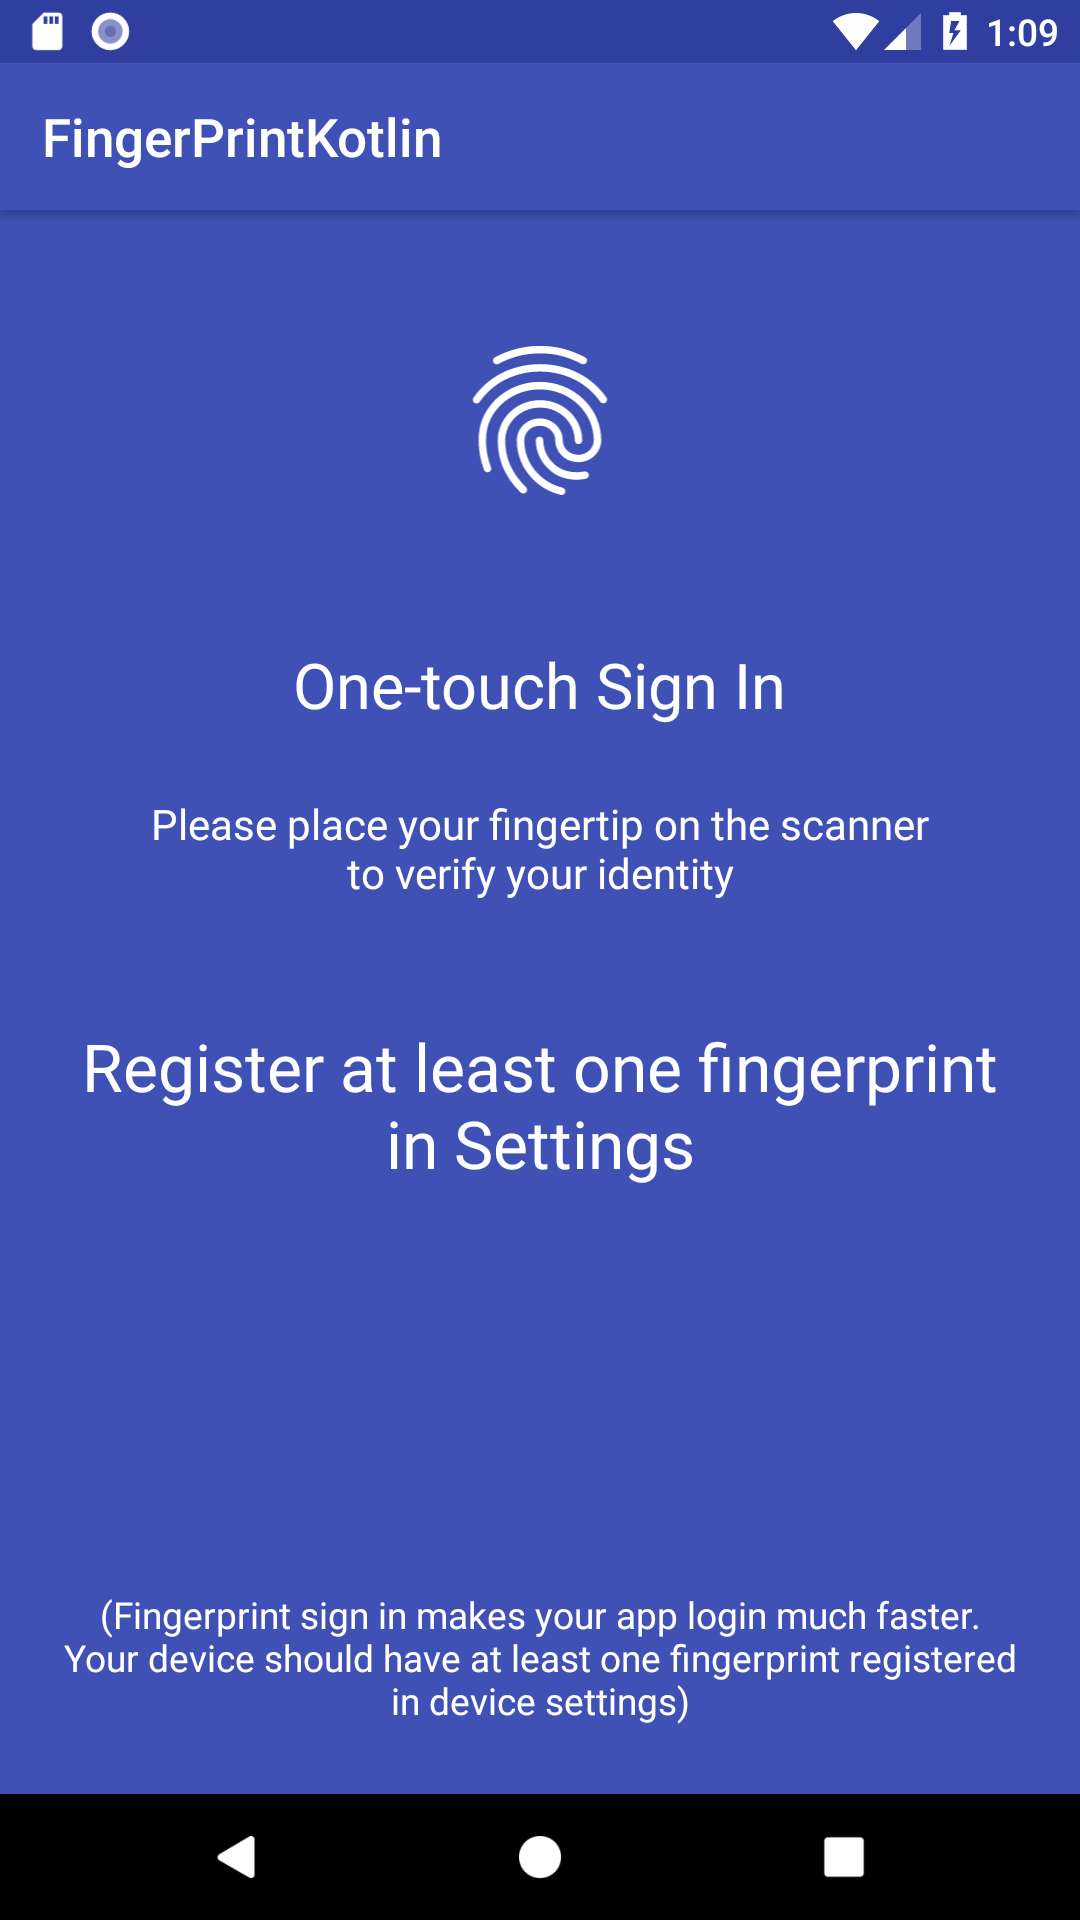 1:09
FingerPrintKotlin
One-touch Sign In
Please place your fingertip on the scanner
to verify your identity
Register at least one fingerprint
in Settings
(Fingerprint sign in makes your app login much faster.
Your device should have at least one fingerprint registered
in device settings)